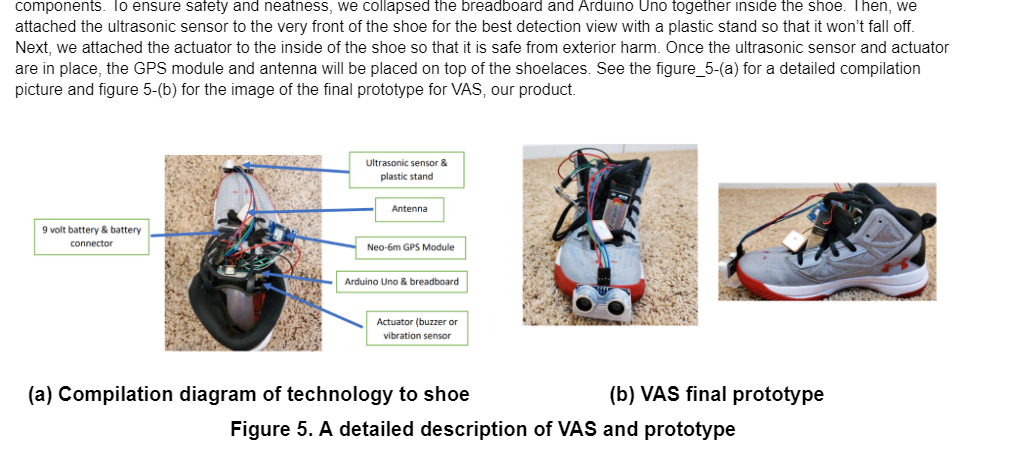 components. To ensure safety and neatness, we collapsed the breadboard and Arduino Uno together inside the shoe. Then, we
attached the ultrasonic sensor to the very front of the shoe for the best detection view with a plastic stand so that it won't fall off.
Next, we attached the actuator to the inside of the shoe so that it is safe from exterior harm. Once the ultrasonic sensor and actuator
are in place, the GPS module and antenna will be placed on top of the shoelaces. See the figure_5-(a) for a detailed compilation
picture and figure 5-(b) for the image of the final prototype for VAS, our product.
Ultrasonic sensor &
plastic stand
Antenna
9 volt battery & battery
connector
Neo-6m GPS Module
Arduino Uno & breadboard
Actuator (buzzer or
vibration sensor
(a) Compilation diagram of technology to shoe
(b) VAS final prototype
Figure 5. A detailed description of VAS and prototype